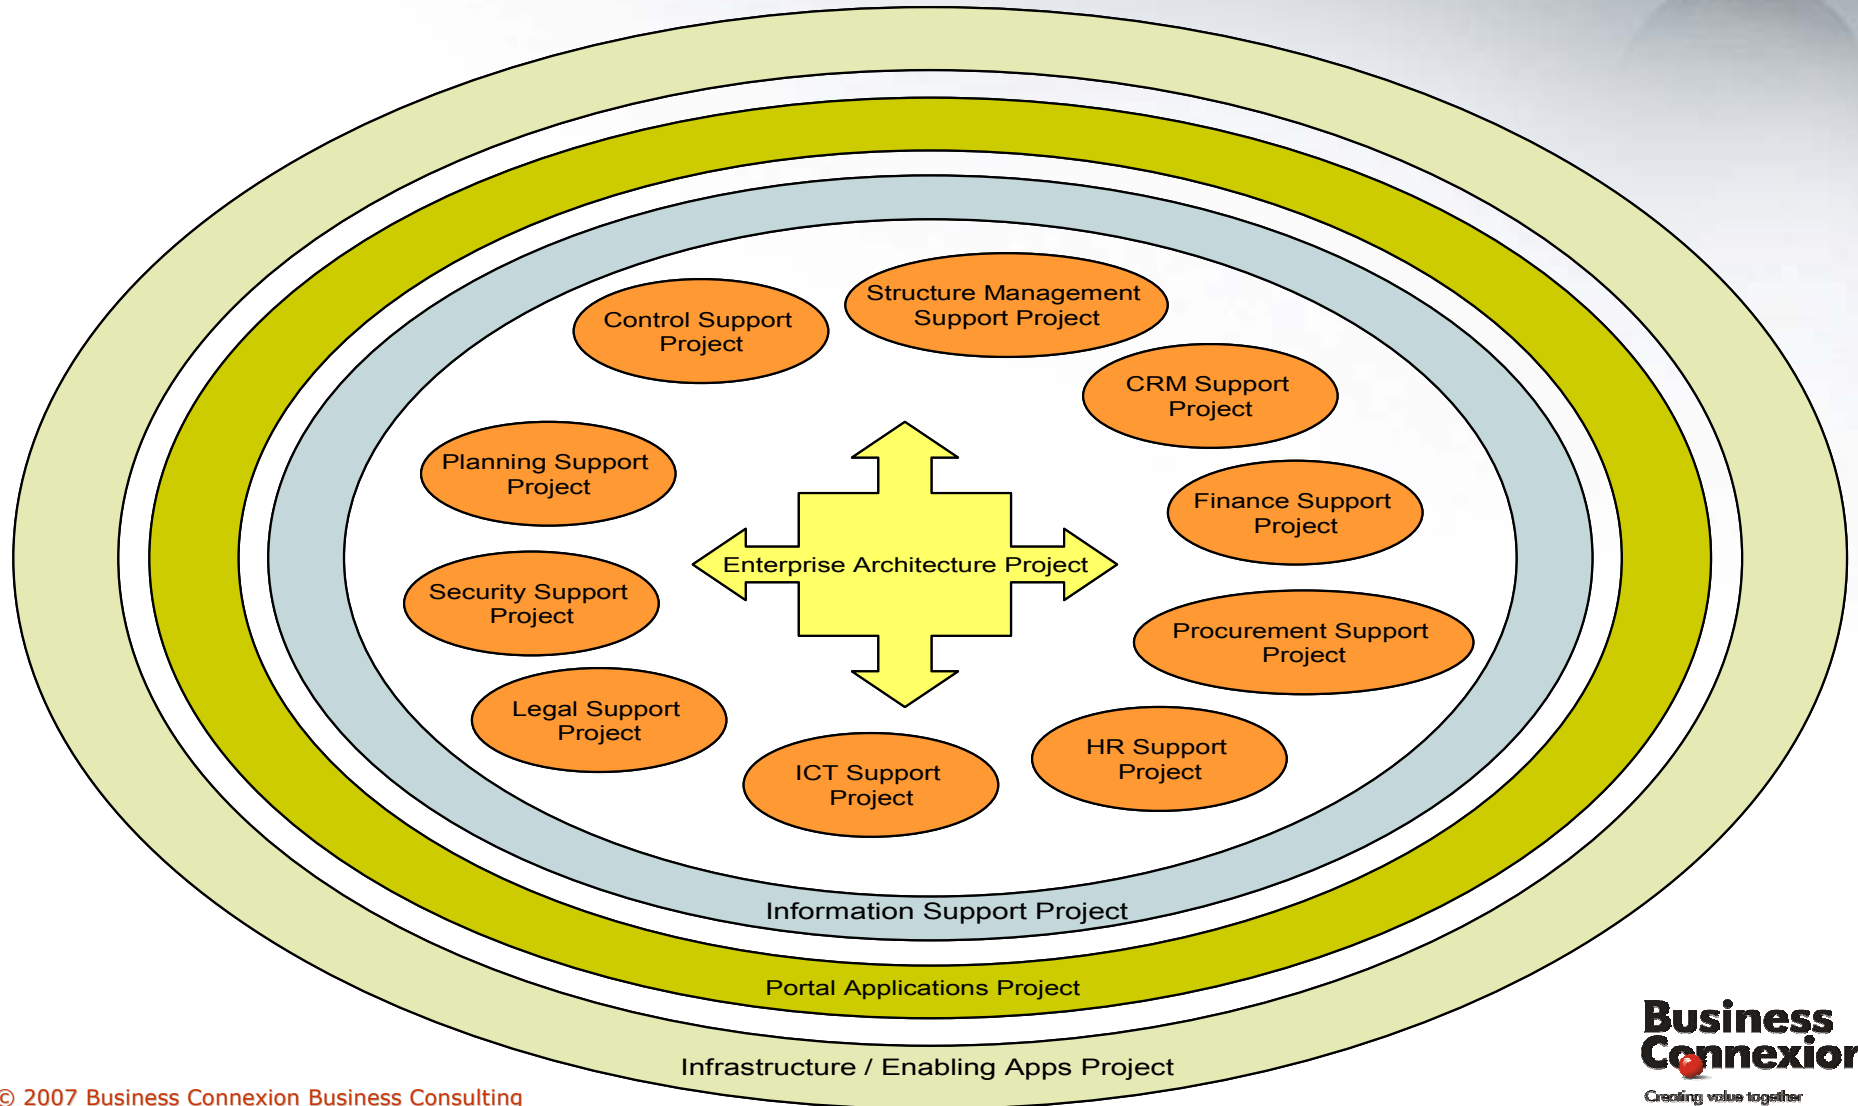 Structure Management
Support Project
Control Support
Project
CRM Support
Project
Planning Support
Project
Finance Support
Project
Enterprise Architecture Project
Security Support
Project
Procurement Support
Project
Legal Support
Project
HR Support
Project
ICT Support
Project
Information Support Project
Portal Applications Project
Infrastructure / Enabling Apps Project
© 2007 Business Connexion Business Consulting
Business
Connexion
Creating value together